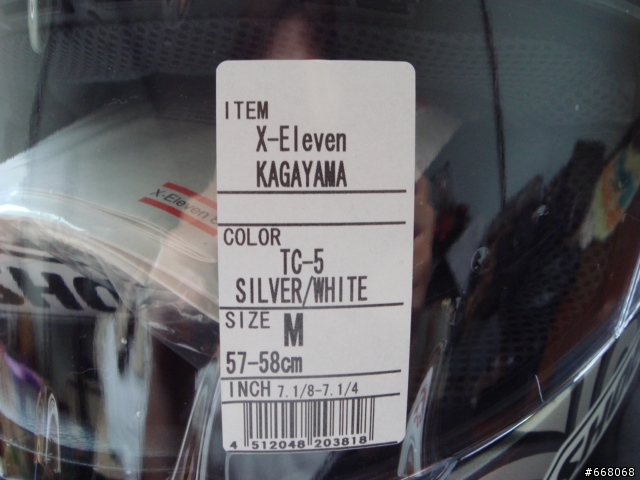 ITEM
X-Eleven
KAGAYAMA
COLOR
TC-5
SILVER/WHITE
SIZE M
57-58cm
INCH 7.1/8-7.1/4
4 512048 203818
X-Eleven
#668068